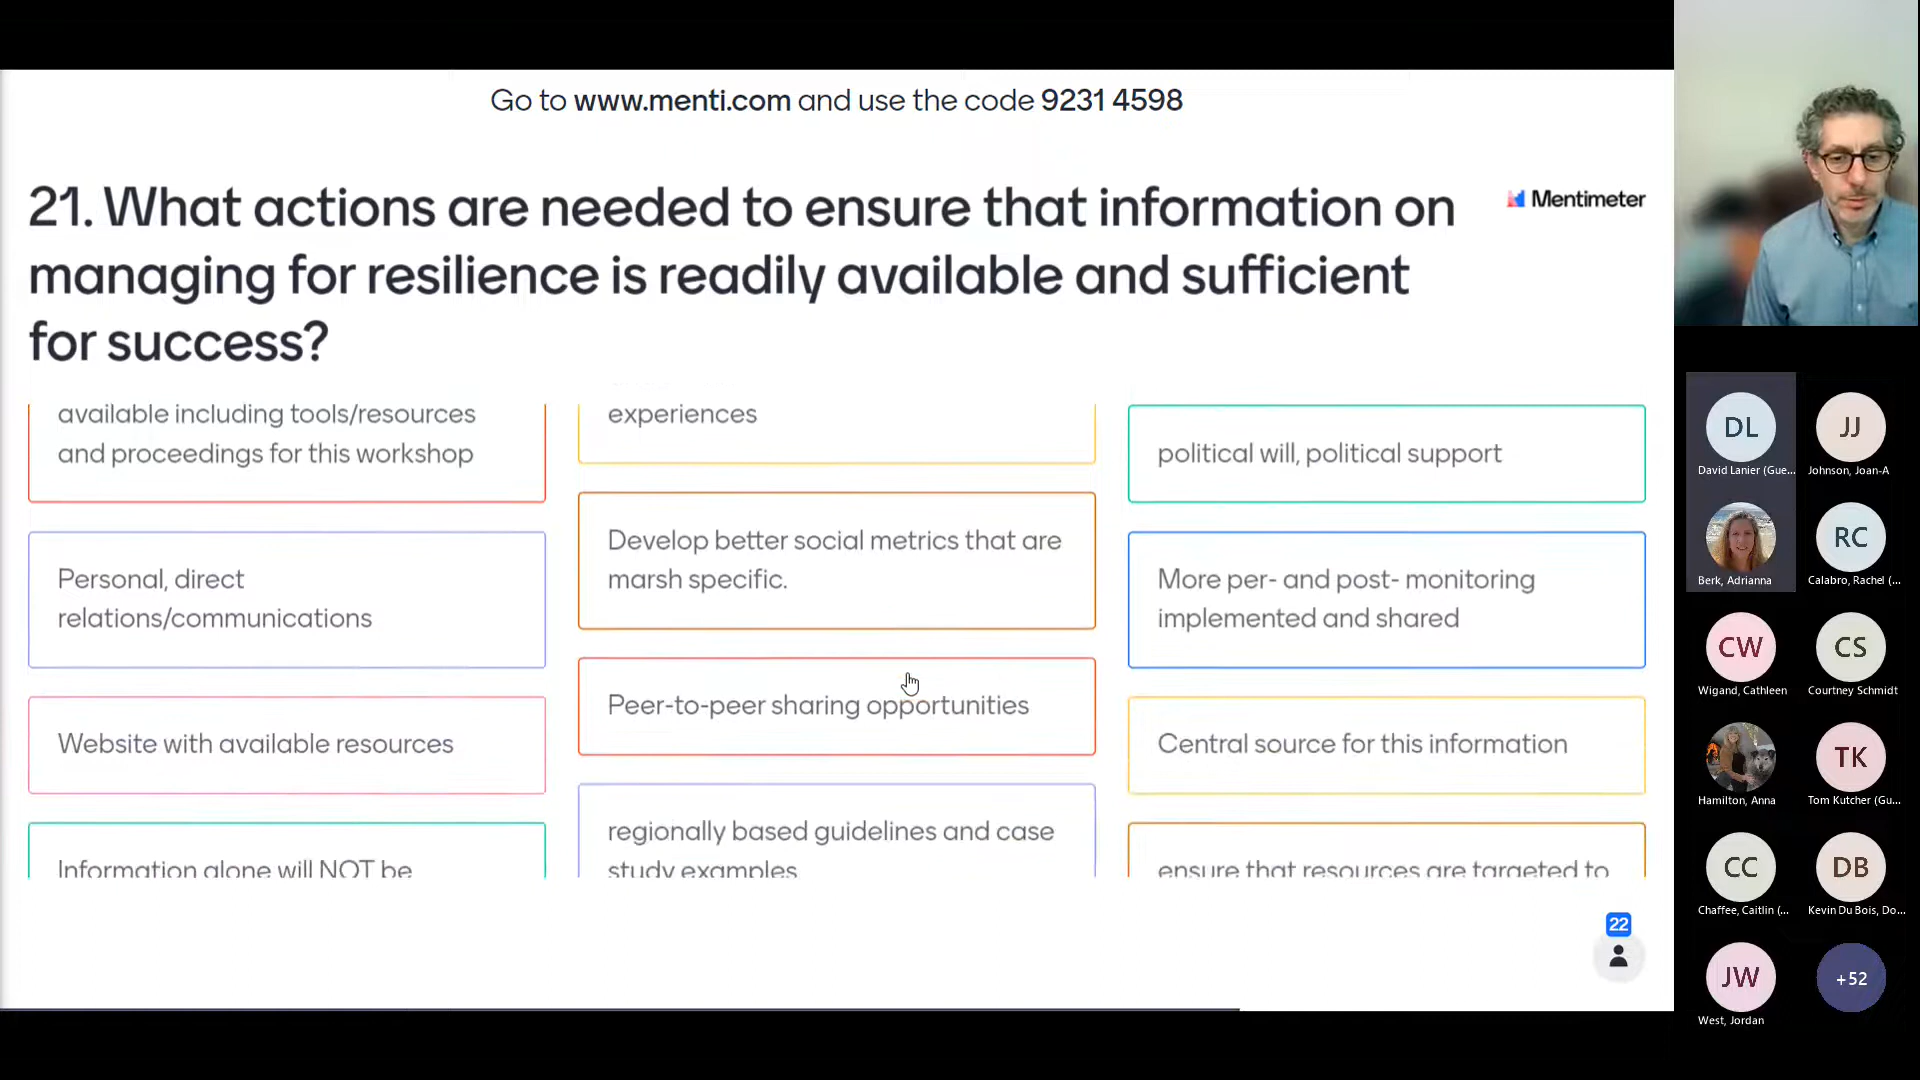 Go to www.menti.com and use the code 9231 4598
21. What actions are needed to ensure that information on
managing for resilience is readily available and sufficient
for success?
Mentimeter
available including tools/resources
and proceedings for this workshop
Personal, direct
relations/communications
Website with available resources
Information alone will NOT be
experiences
Develop better social metrics that are
marsh specific.
Peer-to-peer sharing opportunities
regionally based guidelines and case
study examples
political will, political support
More per- and post- monitoring
implemented and shared
Central source for this information
ensure that resources are targeted to
22
DL
David Lanier (Gue...
JJ
Johnson, Joan-A
Berk, Adrianna
RC
Calabro, Rachel (...
CW
Wigand, Cathleen
CS
Courtney Schmidt
Hamilton, Anna
TK
Tom Kutcher (Gu...
CC
Chaffee, Caitlin (...
DB
Kevin Du Bois, Do...
JW
West, Jordan
+52